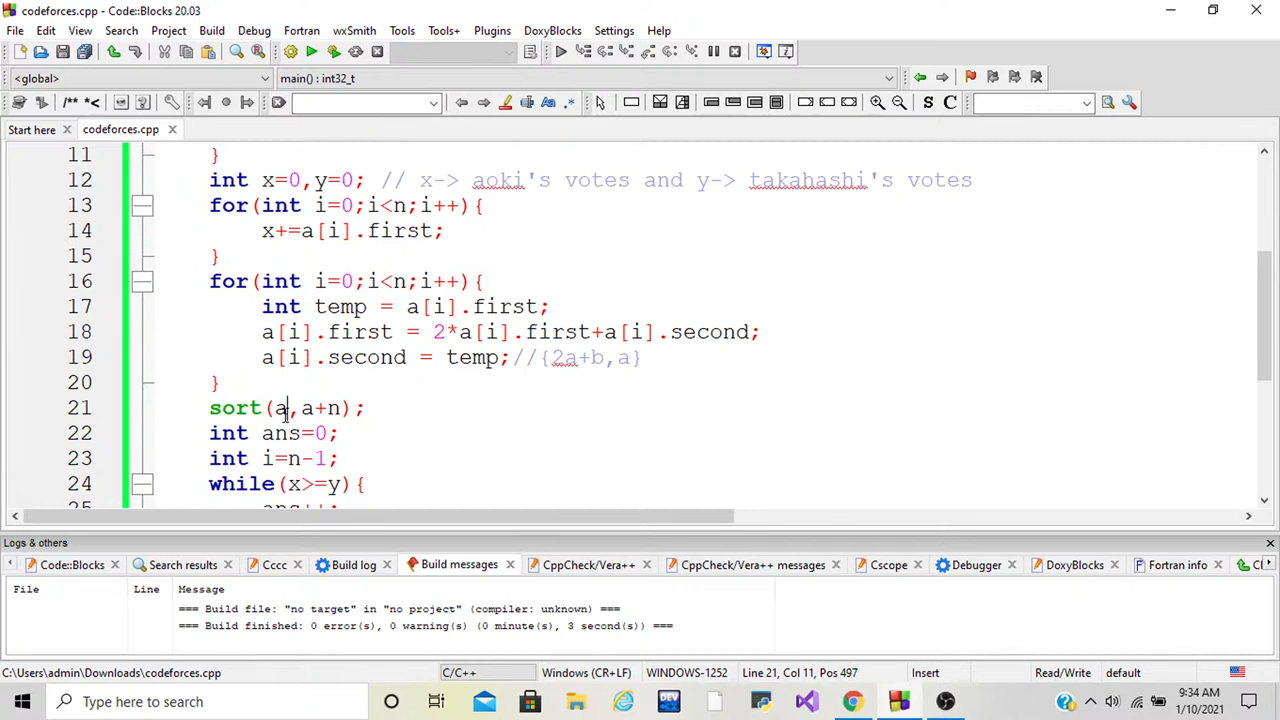 codeforces.cpp - Code::Blocks 20.03
File Edit View Search Project Build Debug Fortran wxSmith Tools Tools+ Plugins DoxyBlocks Settings Help
<global> main() : int32_t
/** *< Aa .* S C
Start here codeforces.cpp
11 }
12 int x=0,y=0; // x-> aoki's votes and y-> takahashi's votes
13 for(int i=0;i<n;i++){
14 x+=a[i].first;
15 }
16 for(int i=0;i<n;i++){
17 int temp = a[i].first;
18 a[i].first = 2*a[i].first+a[i].second;
19 a[i].second = temp;//{2a+b,a}
20 }
21 sort(a,a+n);
22 int ans=0;
23 int i=n-1;
24 while(x>=y){
25 ans++;
Logs & others
Code::Blocks Search results Cccc Build log Build messages CppCheck/Vera++ CppCheck/Vera++ messages Cscope Debugger DoxyBlocks Fortran info Cl
File Line Message
=== Build file: "no target" in "no project" (compiler: unknown) ===
=== Build finished: 0 error(s), 0 warning(s) (0 minute(s), 3 second(s)) ===
C:\Users\admin\Downloads\codeforces.cpp C/C++ Windows (CR+LF) WINDOWS-1252 Line 21, Col 11, Pos 497 Insert Read/Write default
Type here to search DEV 9:34 AM
1/10/2021